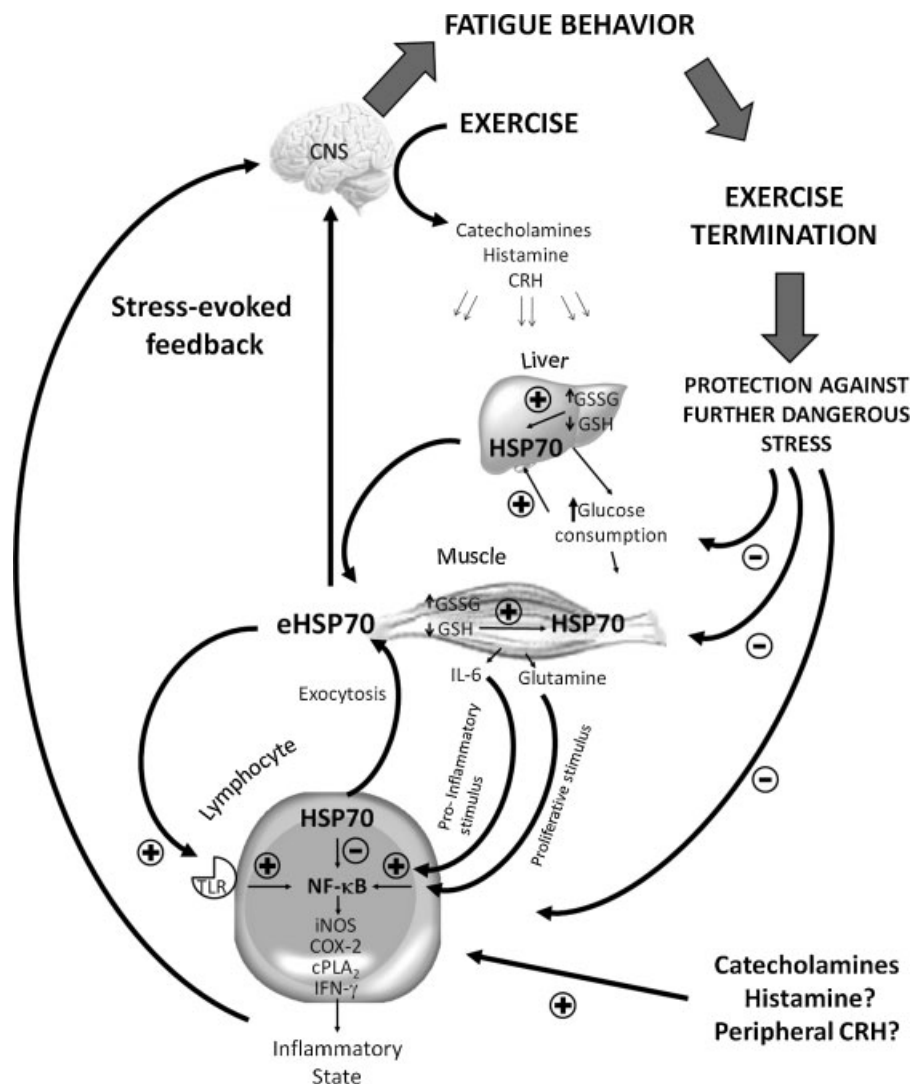 FATIGUE BEHAVIOR
EXERCISE
CNS
Catecholamines
Histamine
CRH
EXERCISE
TERMINATION
Stress-evoked
feedback
Liver
+
↑GSSG
↓GSH
HSP70
PROTECTION AGAINST
FURTHER DANGEROUS
STRESS
+
↑Glucose
consumption
−
Muscle
↑GSSG
+
↓GSH
HSP70
eHSP70
−
IL-6
Glutamine
Exocytosis
Pro- Inflammatory
stimulus
Proliferative stimulus
−
Lymphocyte
HSP70
+
−
TLR
+
NF-κB
+
iNOS
COX-2
cPLA₂
IFN-γ
+
Catecholamines
Histamine?
Peripheral CRH?
Inflammatory
State